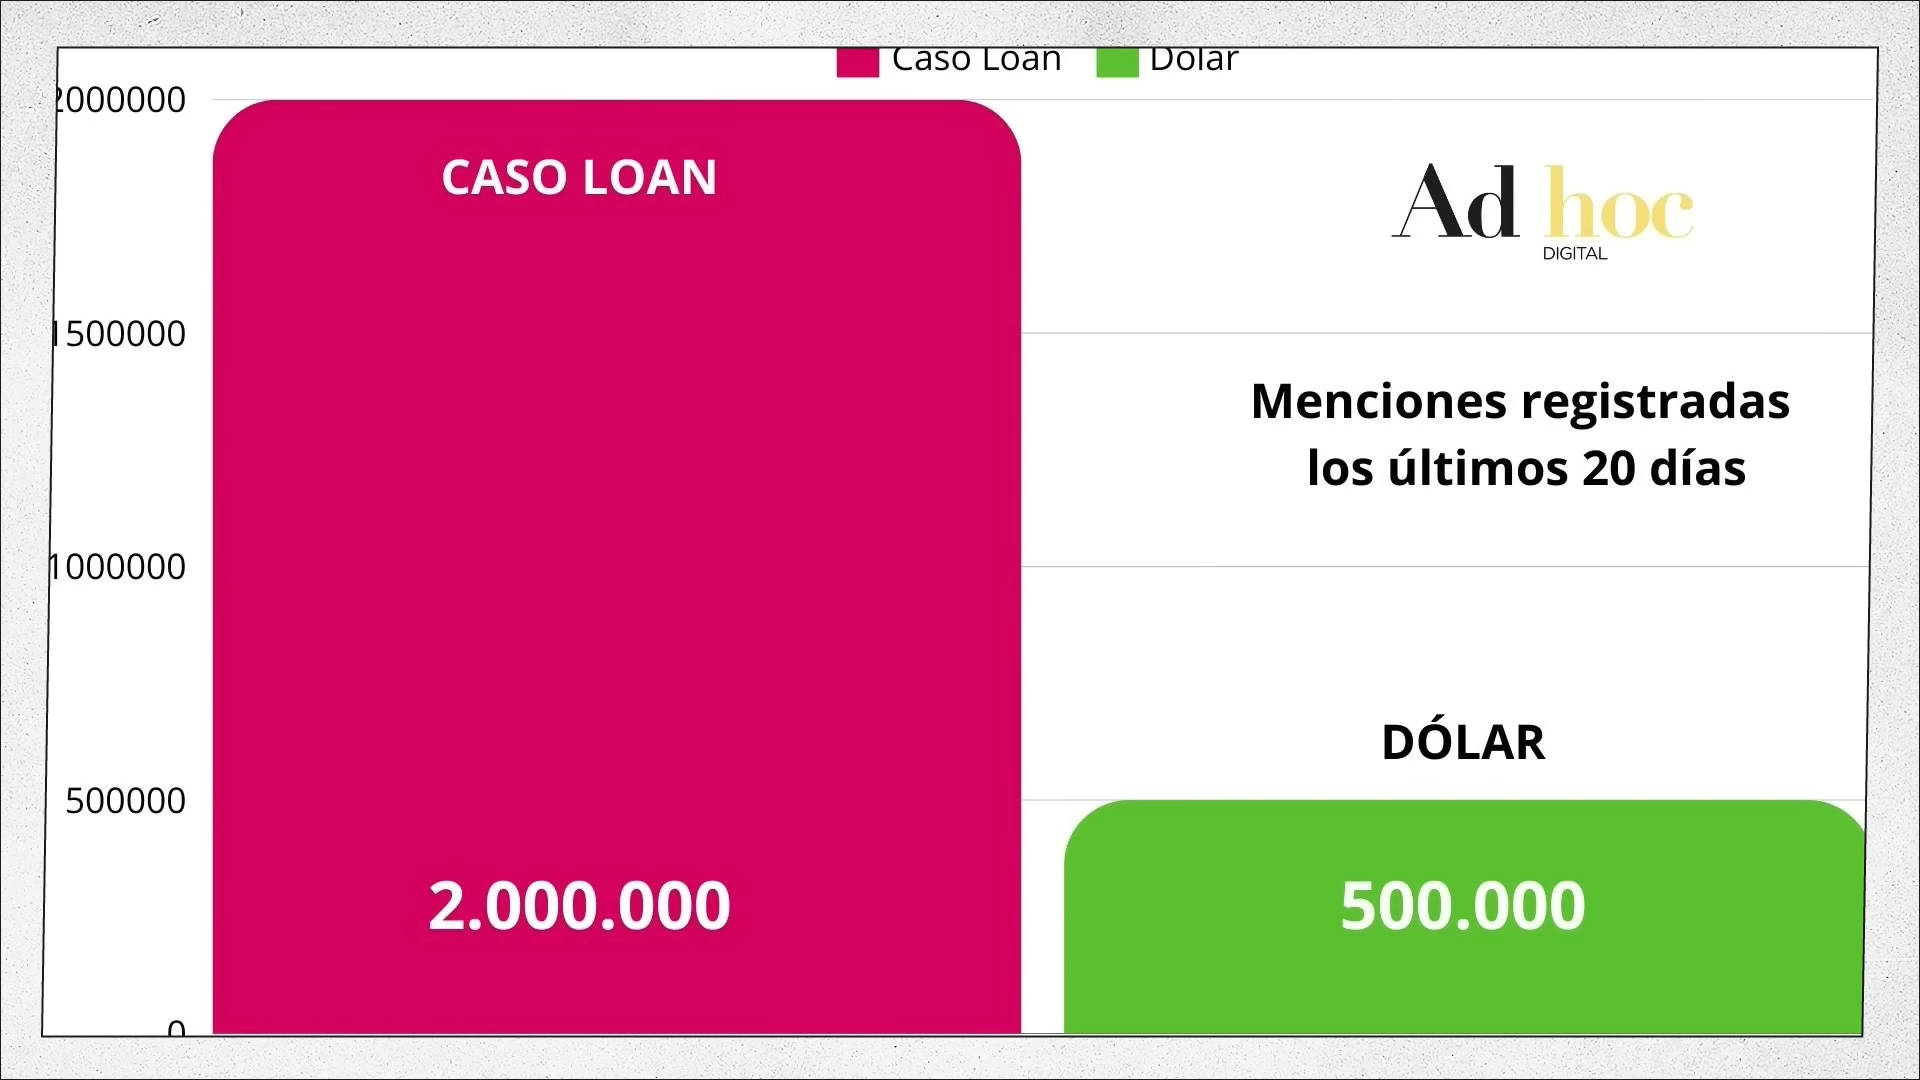 Caso Loan Dólar
2000000
CASO LOAN
Ad hoc
DIGITAL
1500000
Menciones registradas
los últimos 20 días
1000000
DÓLAR
500000
2.000.000
500.000
0